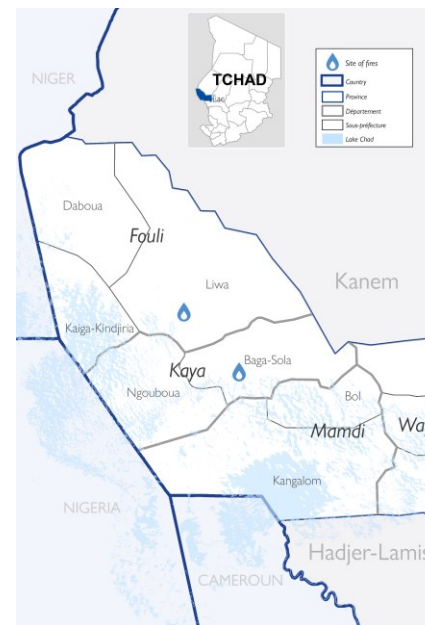 NIGER
TCHAD
Lac
Site of fires
Country
Province
Département
Sous-préfecture
Lake Chad
Daboua
Fouli
Liwa
Kanem
Kaiga-Kindjiria
Kaya
Baga-Sola
Ngouboua
Bol
Mamdi
Wa
Kangalom
NIGERIA
Hadjer-Lamis
CAMEROUN